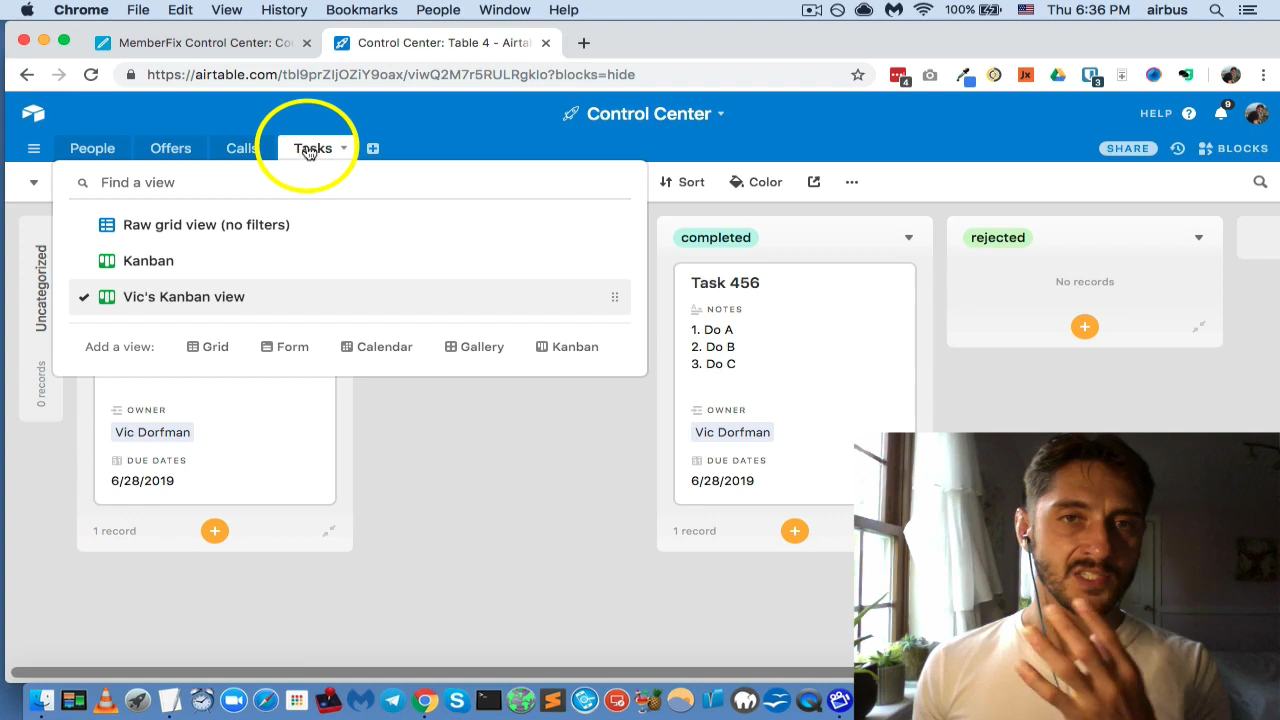 Chrome File Edit View History Bookmarks People Window Help 100% Thu 6:36 PM airbus
MemberFix Control Center: Co
Control Center: Table 4 - Airta
https://airtable.com/tbl9prZIjOZiY9oax/viwQ2M7r5RULRgklo?blocks=hide
4
Jx
3
Control Center
HELP
9
People Offers Calls Tasks
SHARE
BLOCKS
Find a view
Sort Color
Raw grid view (no filters)
Kanban
Vic's Kanban view
Add a view: Grid Form Calendar Gallery Kanban
Uncategorized
0 records
OWNER
Vic Dorfman
DUE DATES
6/28/2019
1 record
completed
Task 456
NOTES
1. Do A
2. Do B
3. Do C
OWNER
Vic Dorfman
DUE DATES
6/28/2019
1 record
rejected
No records